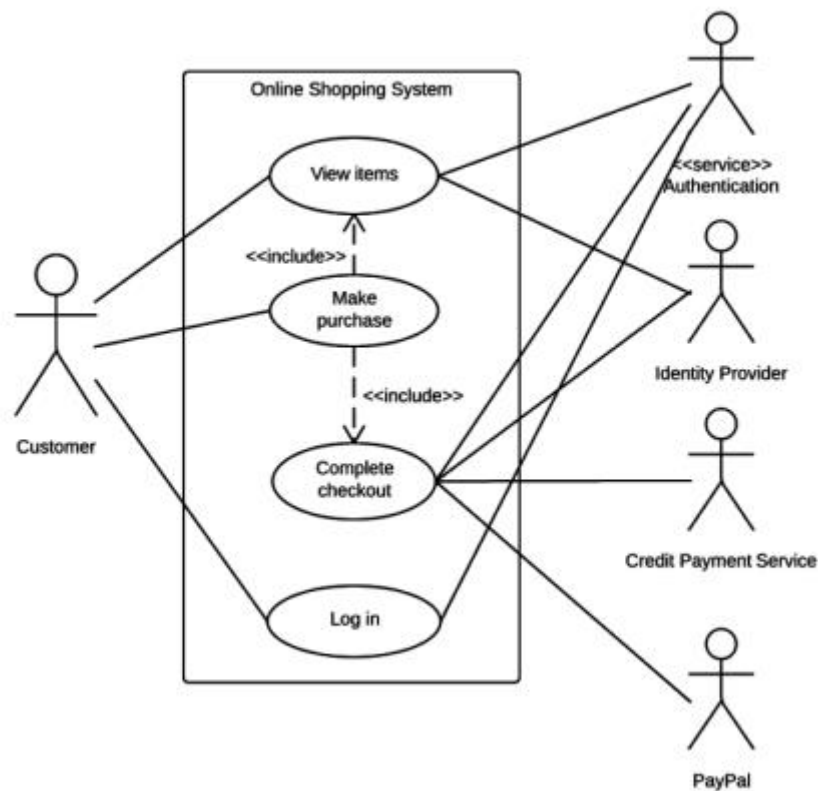 Online Shopping System
View items
<<include>>
Make
purchase
<<include>>
Complete
checkout
Log in
Customer
<<service>>
Authentication
Identity Provider
Credit Payment Service
PayPal